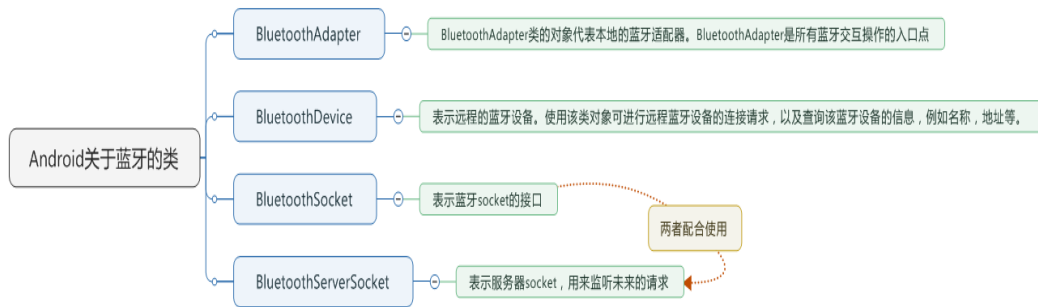 Android关于蓝牙的类
BluetoothAdapter
BluetoothAdapter类的对象代表本地的蓝牙适配器。BluetoothAdapter是所有蓝牙交互操作的入口点
BluetoothDevice
表示远程的蓝牙设备。使用该类对象可进行远程蓝牙设备的连接请求，以及查询该蓝牙设备的信息，例如名称，地址等。
BluetoothSocket
表示蓝牙socket的接口
两者配合使用
BluetoothServerSocket
表示服务器socket，用来监听未来的请求